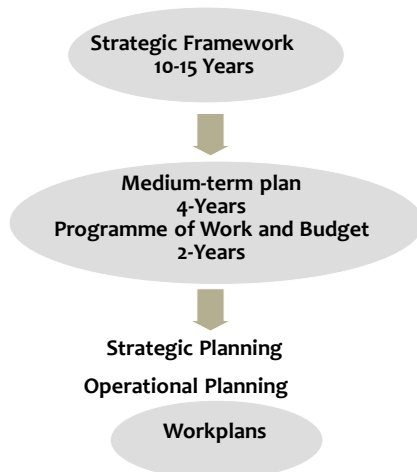 Strategic Framework
10-15 Years
Medium-term plan
4-Years
Programme of Work and Budget
2-Years
Strategic Planning
Operational Planning
Workplans